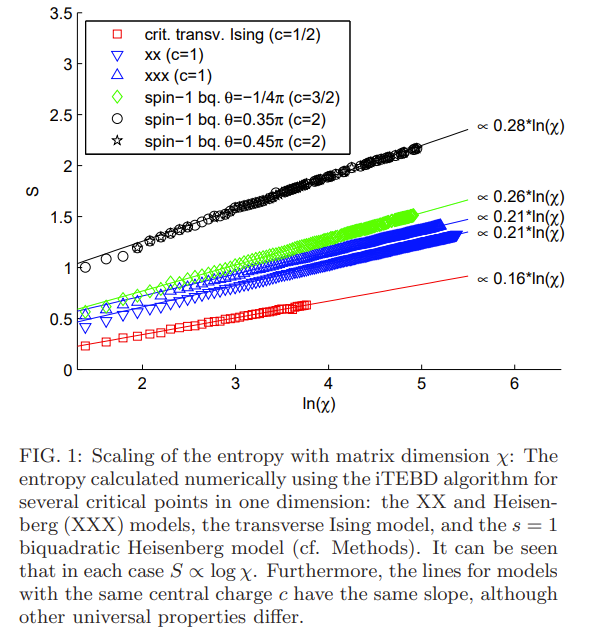 3.5
3
2.5
2
1.5
1
0.5
0
S
crit. transv. Ising (c=1/2)
xx (c=1)
xxx (c=1)
spin−1 bq. θ=−1/4π (c=3/2)
spin−1 bq. θ=0.35π (c=2)
spin−1 bq. θ=0.45π (c=2)
∝ 0.28*ln(χ)
∝ 0.26*ln(χ)
∝ 0.21*ln(χ)
∝ 0.21*ln(χ)
∝ 0.16*ln(χ)
2 3 4 5 6
ln(χ)
FIG. 1: Scaling of the entropy with matrix dimension χ: The
entropy calculated numerically using the iTEBD algorithm for
several critical points in one dimension: the XX and Heisen-
berg (XXX) models, the transverse Ising model, and the s = 1
biquadratic Heisenberg model (cf. Methods). It can be seen
that in each case S ∝ log χ. Furthermore, the lines for models
with the same central charge c have the same slope, although
other universal properties differ.